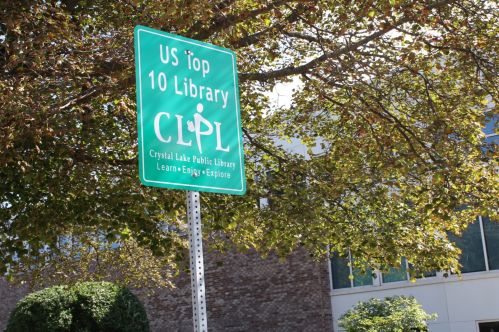 US Top
10 Library
CLPL
Crystal Lake Public Library
Learn • Enjoy • Explore